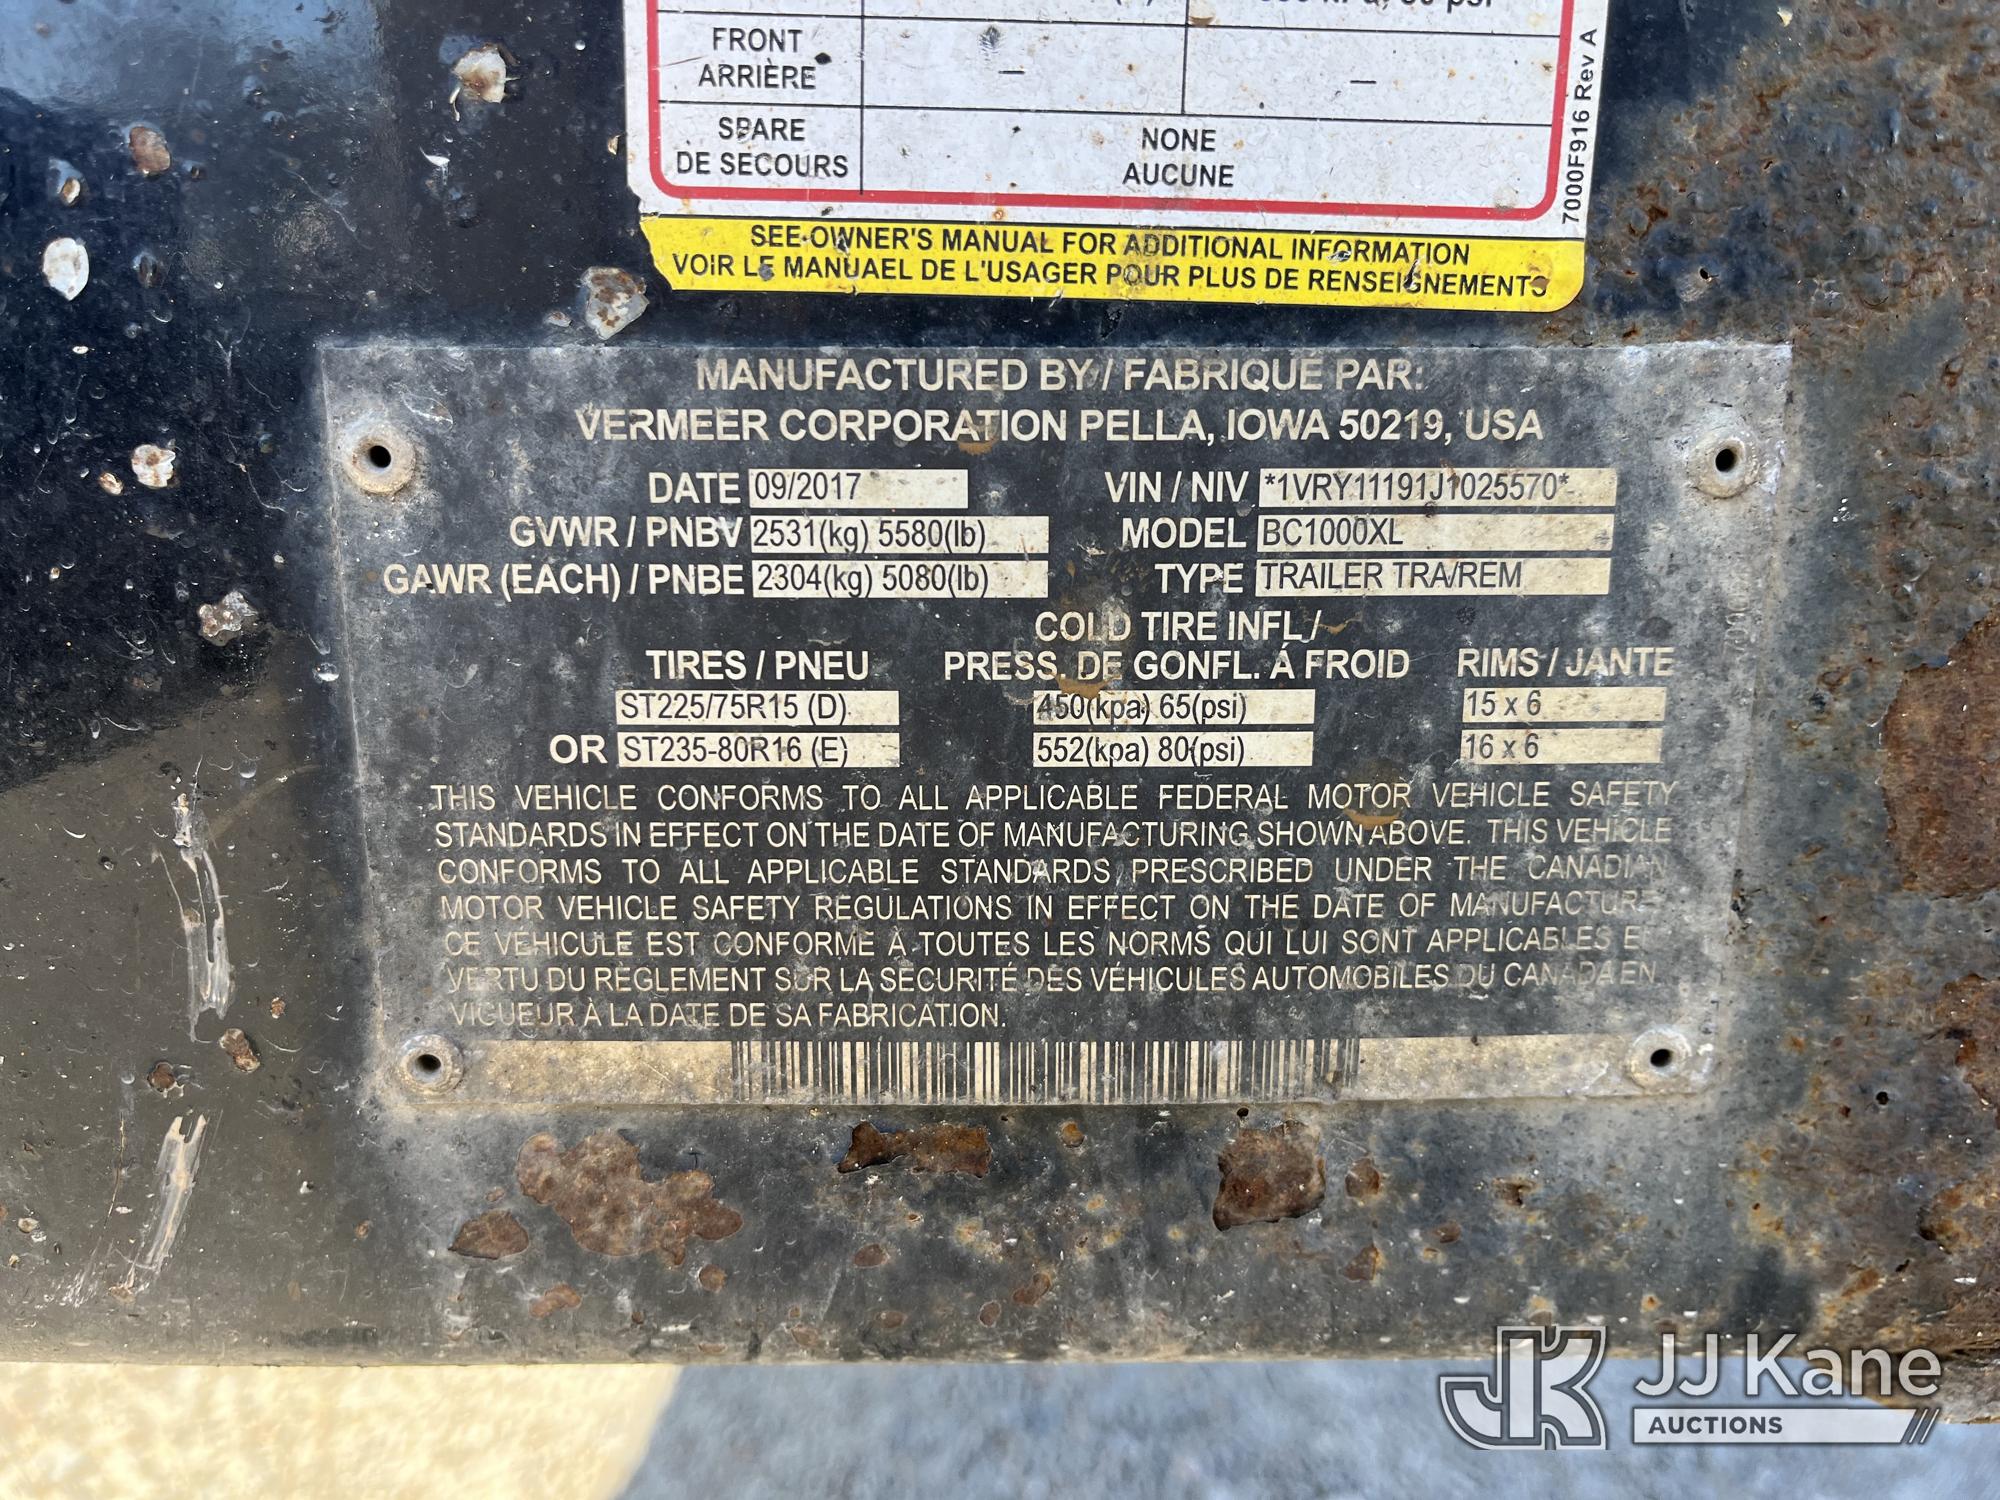 FRONT
ARRIÈRE — —
SPARE
DE SECOURS
NONE
AUCUNE
7000F916 Rev A
SEE OWNER'S MANUAL FOR ADDITIONAL INFORMATION
VOIR LE MANUAEL DE L'USAGER POUR PLUS DE RENSEIGNEMENTS
MANUFACTURED BY / FABRIQUE PAR:
VERMEER CORPORATION PELLA, IOWA 50219, USA
DATE 09/2017 VIN / NIV *1VRY11191J1025570*
GVWR / PNBV 2531(kg) 5580(lb) MODEL BC1000XL
GAWR (EACH) / PNBE 2304(kg) 5080(lb) TYPE TRAILER TRA/REM
COLD TIRE INFL /
TIRES / PNEU PRESS. DE GONFL. Á FROID RIMS / JANTE
ST225/75R15 (D) 450(kpa) 65(psi) 15 x 6
OR ST235-80R16 (E) 552(kpa) 80(psi) 16 x 6
THIS VEHICLE CONFORMS TO ALL APPLICABLE FEDERAL MOTOR VEHICLE SAFETY
STANDARDS IN EFFECT ON THE DATE OF MANUFACTURING SHOWN ABOVE. THIS VEHICLE
CONFORMS TO ALL APPLICABLE STANDARDS PRESCRIBED UNDER THE CANADIAN
MOTOR VEHICLE SAFETY REGULATIONS IN EFFECT ON THE DATE OF MANUFACTURE
CE VÉHICULE EST CONFORME À TOUTES LES NORMS QUI LUI SONT APPLICABLES EN
VERTU DU RÈGLEMENT SUR LA SÉCURITÉ DES VÉHICULES AUTOMOBILES DU CANADA EN
VIGUEUR À LA DATE DE SA FABRICATION.
JK JJ Kane
AUCTIONS